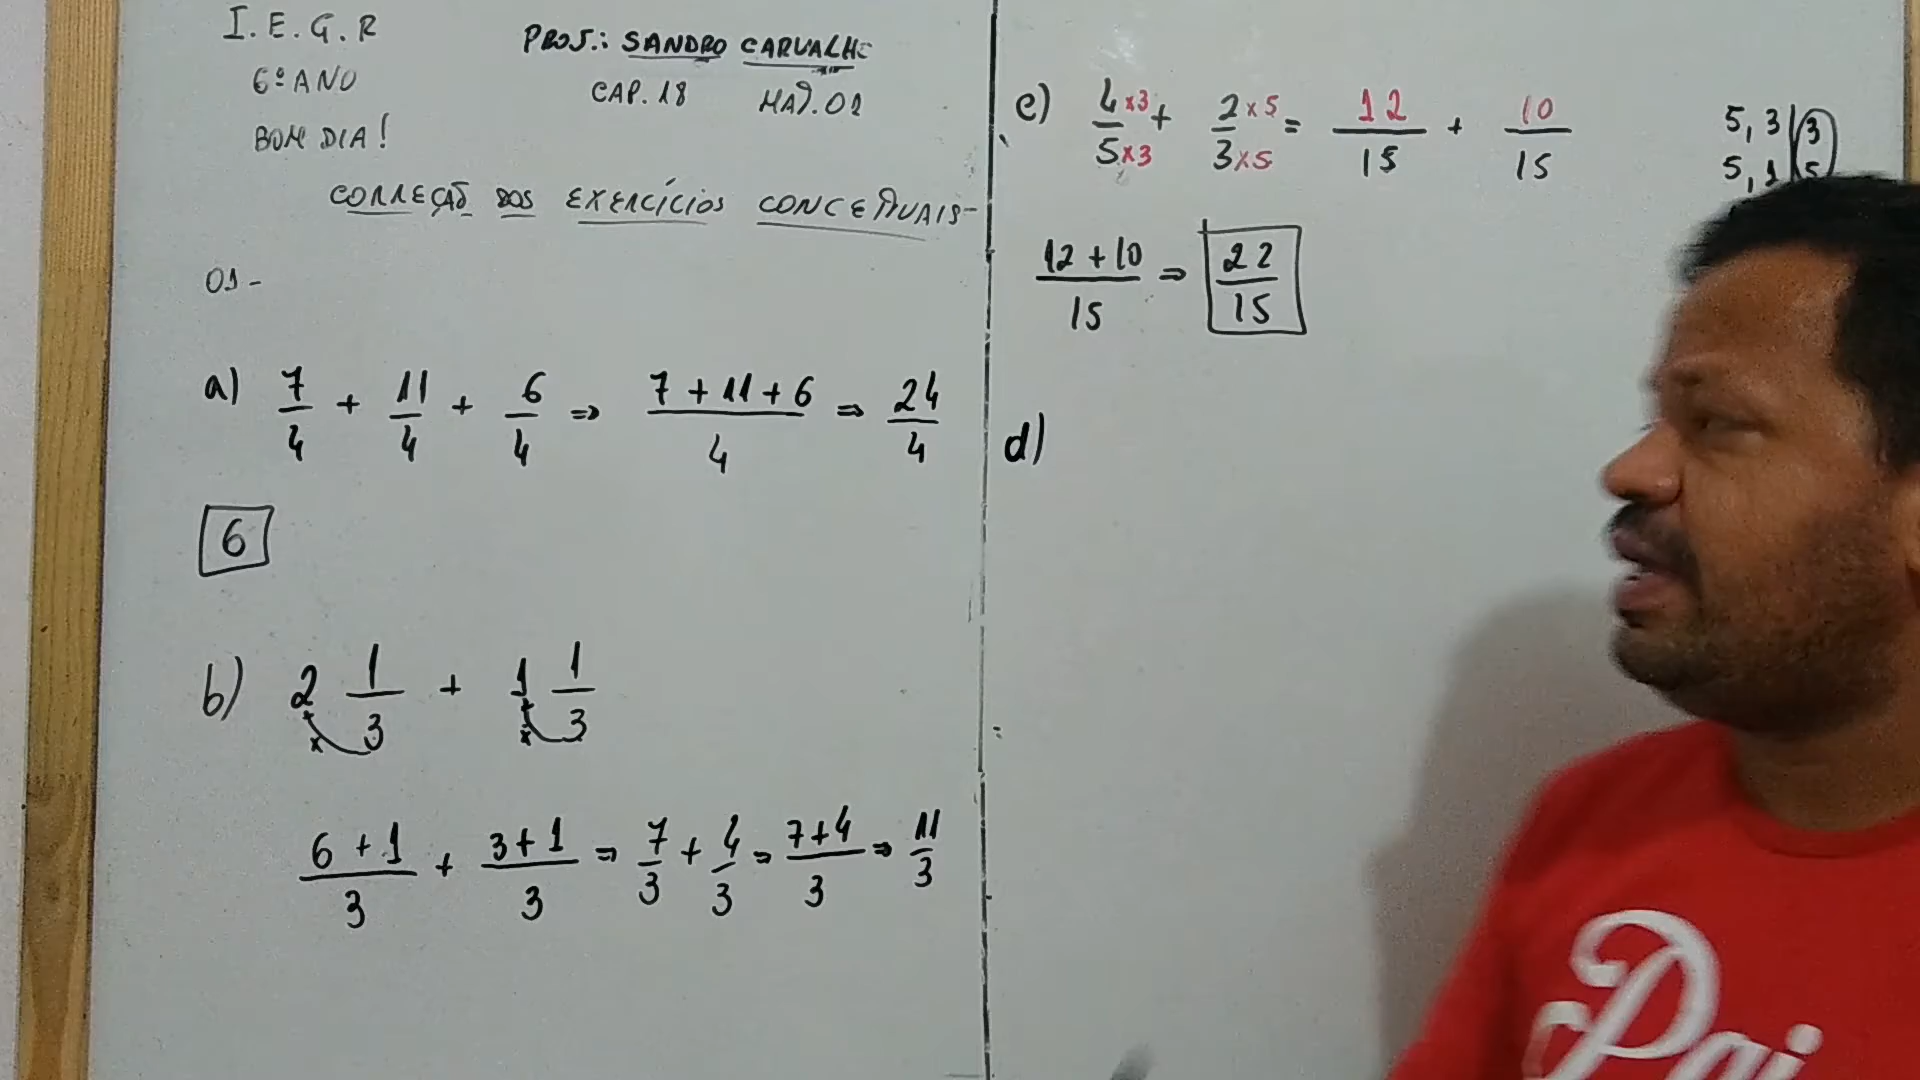 I. E. G. R
6º ANO
BOM DIA!
PROF.: SANDRO CARVALHO
CAP. 18 MAT. 01
CORREÇÃO DOS EXERCÍCIOS CONCEITUAIS-
01-
a) 7/4 + 11/4 + 6/4 ⇒ (7 + 11 + 6)/4 ⇒ 24/4
6
b) 2 1/3 + 1 1/3
(6 + 1)/3 + (3 + 1)/3 ⇒ 7/3 + 4/3 ⇒ (7+4)/3 ⇒ 11/3
c) 4 ×3/5 ×3 + 2 ×5/3 ×5 = 12/15 + 10/15
5, 3 | 3
5, 1 | 5
(12 + 10)/15 ⇒ 22/15
d)
Pai